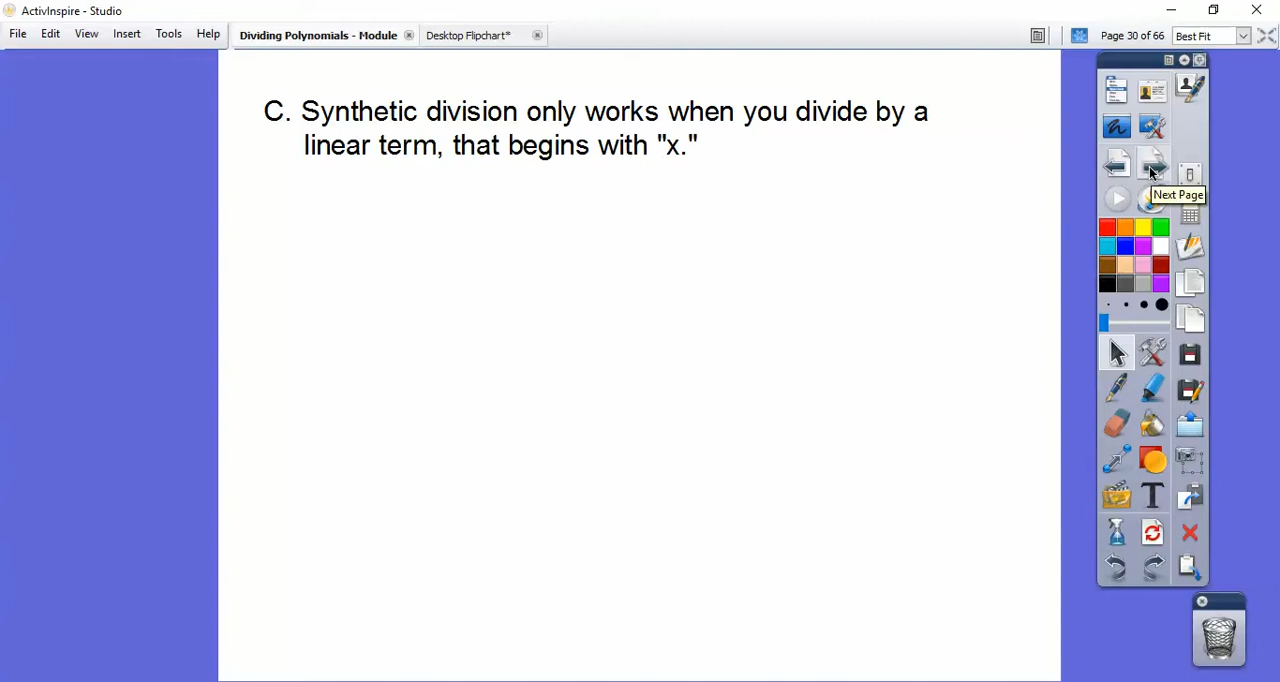 ActivInspire - Studio
File Edit View Insert Tools Help
Dividing Polynomials - Module
Desktop Flipchart*
Page 30 of 66
Best Fit
C. Synthetic division only works when you divide by a
linear term, that begins with "x."
Next Page
T